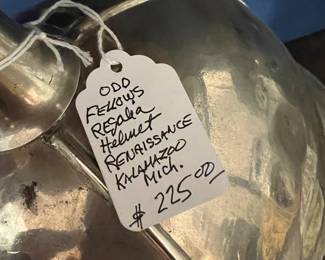 ODD
FELLOWS
REGALIA
Helmet
RENAISSANCE
KALAMAZOO
MICH.
$ 225.00